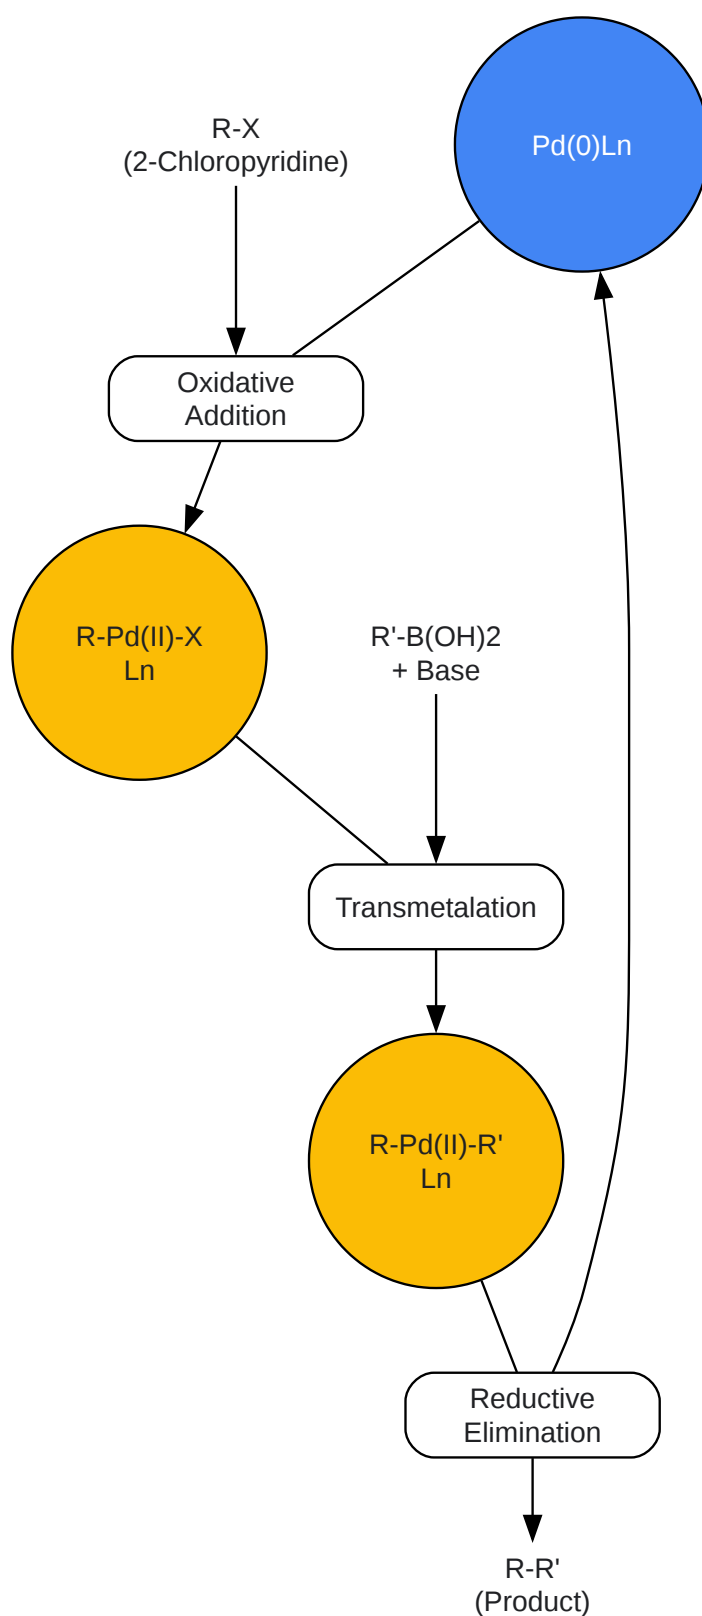 Pd(0)Ln
R-X
(2-Chloropyridine)
Oxidative
Addition
R-Pd(II)-X
Ln
R'-B(OH)2
+ Base
Transmetalation
R-Pd(II)-R'
Ln
Reductive
Elimination
R-R'
(Product)